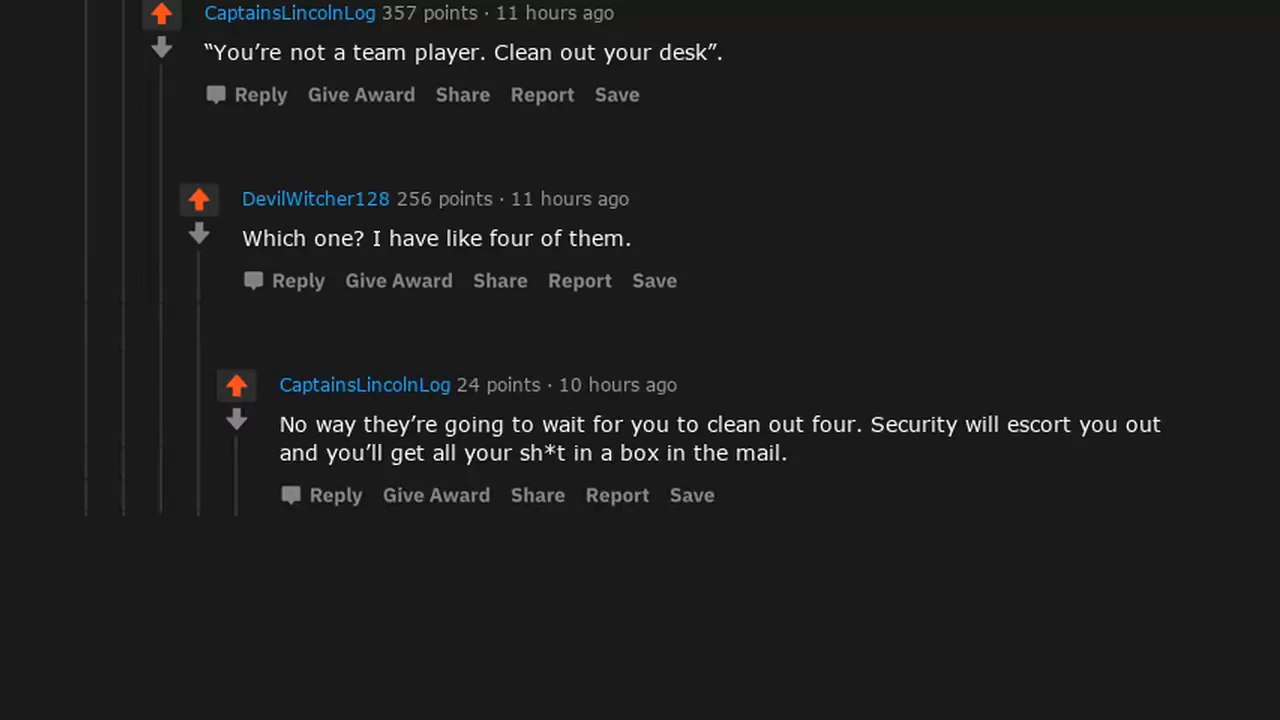 CaptainsLincolnLog 357 points · 11 hours ago
“You’re not a team player. Clean out your desk”.
Reply Give Award Share Report Save
DevilWitcher128 256 points · 11 hours ago
Which one? I have like four of them.
Reply Give Award Share Report Save
CaptainsLincolnLog 24 points · 10 hours ago
No way they’re going to wait for you to clean out four. Security will escort you out
and you’ll get all your sh*t in a box in the mail.
Reply Give Award Share Report Save